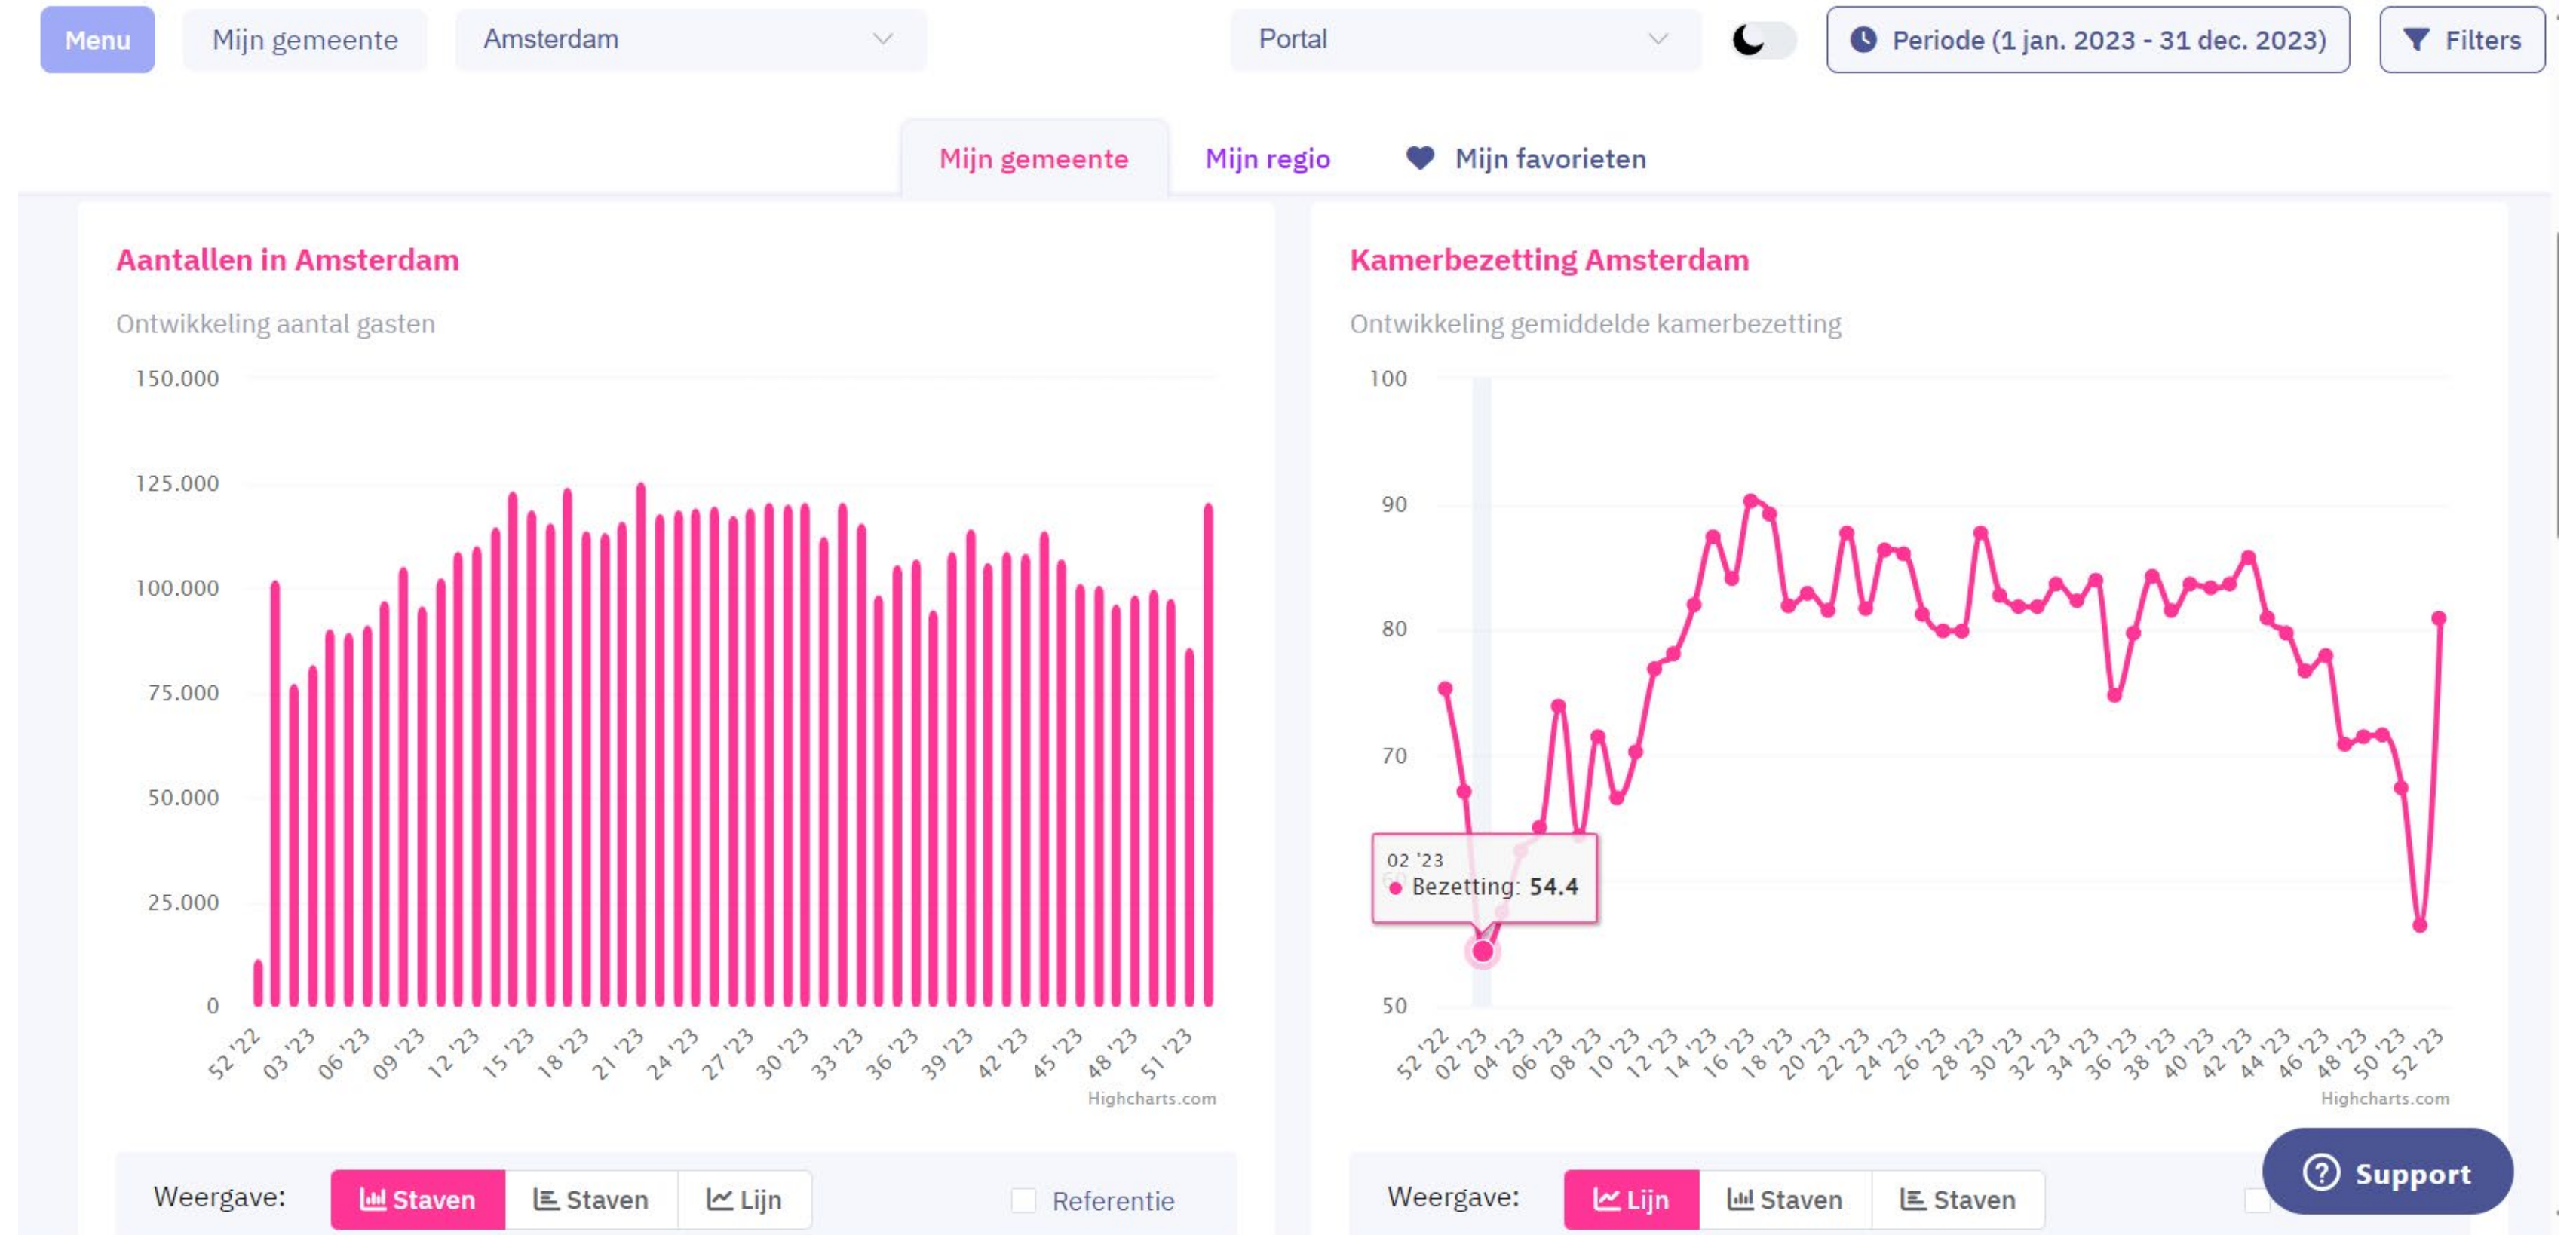 Menu
Mijn gemeente
Amsterdam
Portal
Periode (1 jan. 2023 - 31 dec. 2023)
Filters
Mijn gemeente
Mijn regio
Mijn favorieten
Aantallen in Amsterdam
Ontwikkeling aantal gasten
150.000
125.000
100.000
75.000
50.000
25.000
0
52 '22
03 '23
06 '23
09 '23
12 '23
15 '23
18 '23
21 '23
24 '23
27 '23
30 '23
33 '23
36 '23
39 '23
42 '23
45 '23
48 '23
51 '23
Highcharts.com
Weergave:
Staven
Staven
Lijn
Referentie
Kamerbezetting Amsterdam
Ontwikkeling gemiddelde kamerbezetting
100
90
80
70
60
50
02 '23
Bezetting: 54.4
52 '22
02 '23
04 '23
06 '23
08 '23
10 '23
12 '23
14 '23
16 '23
18 '23
20 '23
22 '23
24 '23
26 '23
28 '23
30 '23
32 '23
34 '23
36 '23
38 '23
40 '23
42 '23
44 '23
46 '23
48 '23
50 '23
52 '23
Highcharts.com
Weergave:
Lijn
Staven
Staven
Support